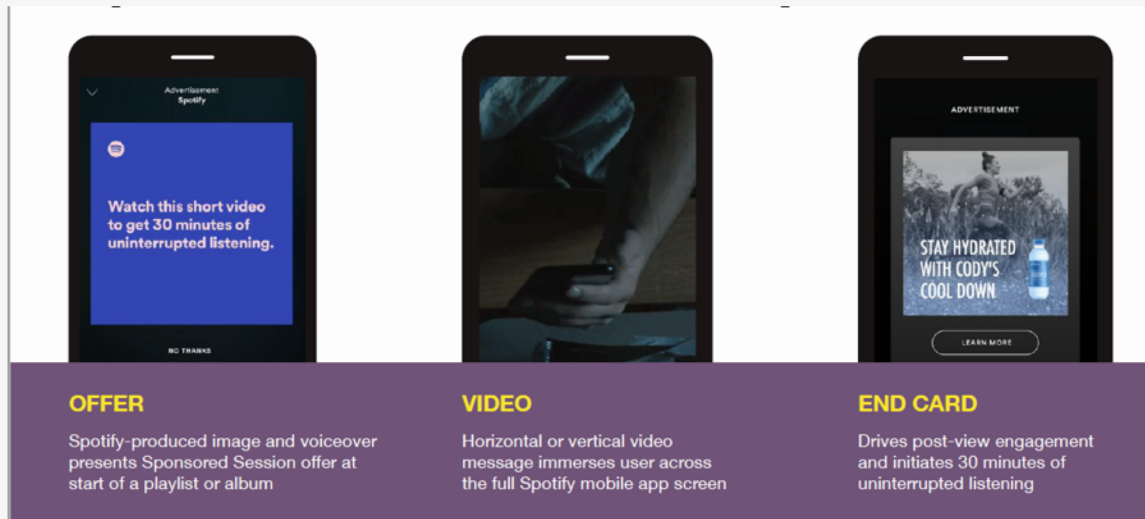 Advertisement
Spotify
Watch this short video
to get 30 minutes of
uninterrupted listening.
NO THANKS
ADVERTISEMENT
STAY HYDRATED
WITH CODY'S
COOL DOWN
LEARN MORE
OFFER
Spotify-produced image and voiceover
presents Sponsored Session offer at
start of a playlist or album
VIDEO
Horizontal or vertical video
message immerses user across
the full Spotify mobile app screen
END CARD
Drives post-view engagement
and initiates 30 minutes of
uninterrupted listening